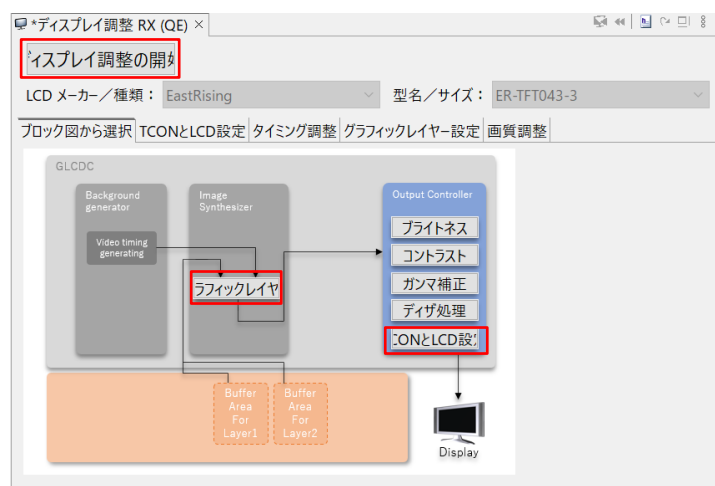 *ディスプレイ調整 RX (QE)
ィスプレイ調整の開始
LCD メーカー／種類： EastRising 型名／サイズ： ER-TFT043-3
ブロック図から選択 TCONとLCD設定 タイミング調整 グラフィックレイヤー設定 画質調整
GLCDC
Background
generator
Image
Synthesizer
Output Controller
Video timing
generating
ブライトネス
コントラスト
ガンマ補正
ディザ処理
ラフィックレイヤ
CONとLCD設
Buffer
Area
For
Layer1
Buffer
Area
For
Layer2
Display